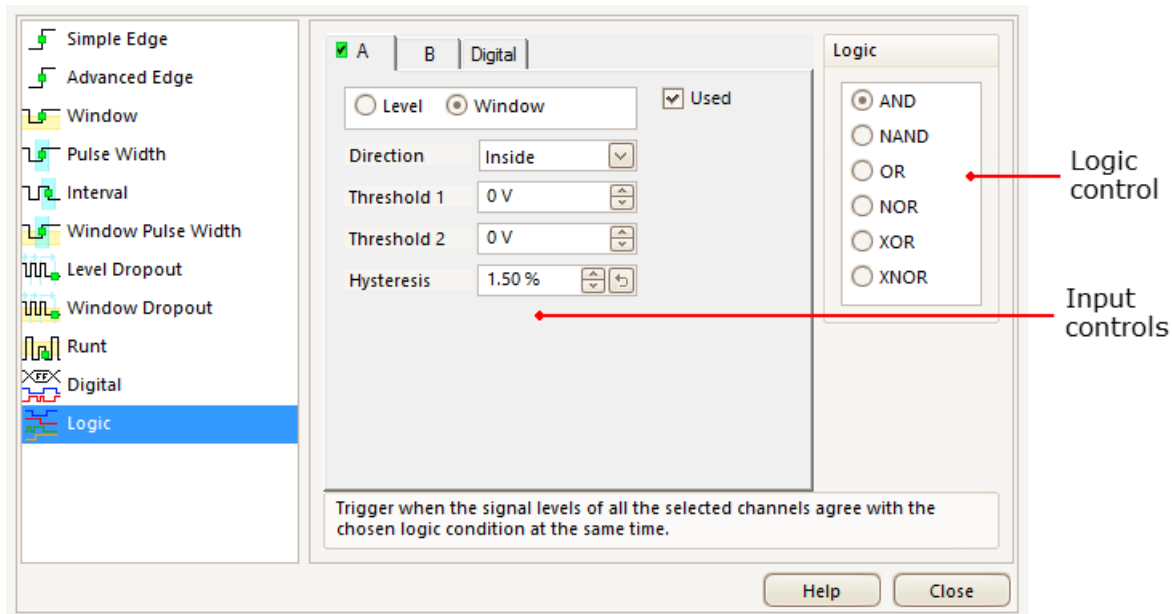 Simple Edge
Advanced Edge
Window
Pulse Width
Interval
Window Pulse Width
Level Dropout
Window Dropout
Runt
FF
Digital
Logic
A
B
Digital
Level
Window
Used
Direction
Inside
Threshold 1
0 V
Threshold 2
0 V
Hysteresis
1.50 %
Trigger when the signal levels of all the selected channels agree with the
chosen logic condition at the same time.
Logic
AND
NAND
OR
NOR
XOR
XNOR
Help
Close
Logic
control
Input
controls